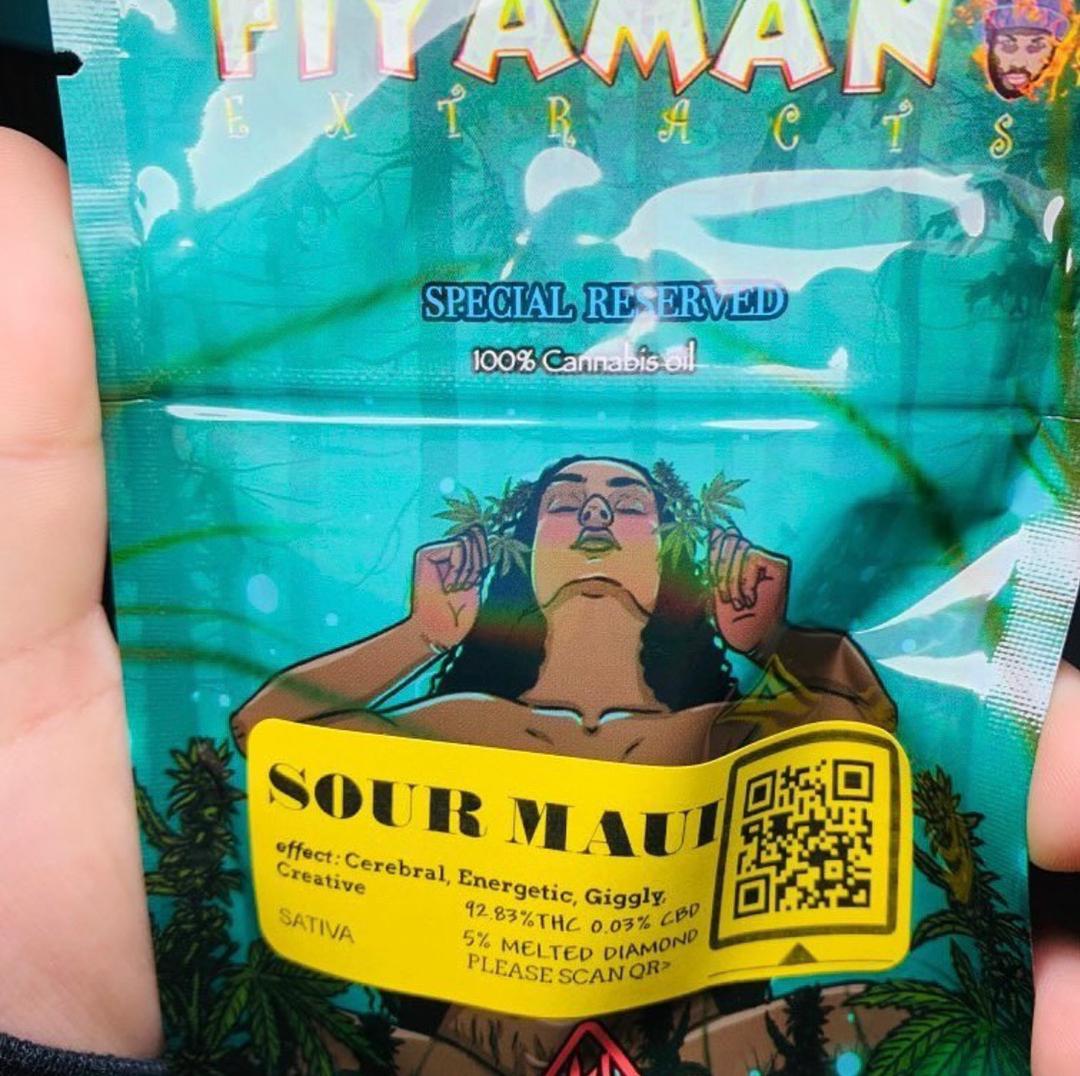 FIYAMAN
EXTRACTS
SPECIAL RESERVED
100% Cannabis oil
SOUR MAUI
effect: Cerebral, Energetic, Giggly,
Creative
SATIVA
92.83%THC 0.03% CBD
5% MELTED DIAMOND
PLEASE SCAN QR>